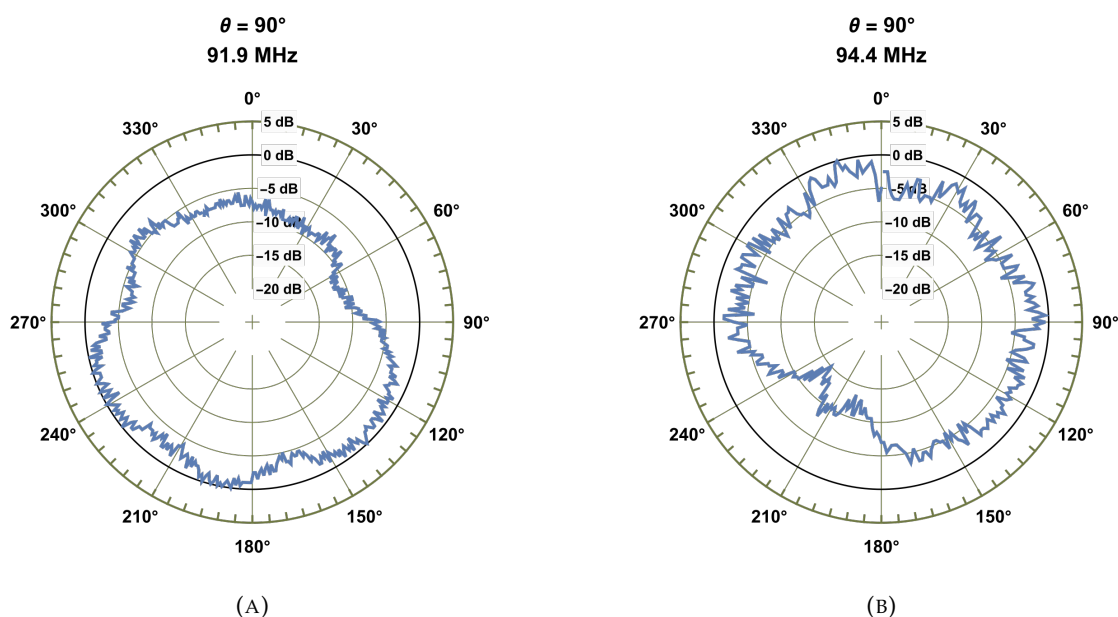 θ = 90°
91.9 MHz
0°
330°
30°
300°
60°
270°
90°
240°
120°
210°
150°
180°
5 dB
0 dB
−5 dB
−10 dB
−15 dB
−20 dB
(A)
θ = 90°
94.4 MHz
0°
330°
30°
300°
60°
270°
90°
240°
120°
210°
150°
180°
5 dB
0 dB
−5 dB
−10 dB
−15 dB
−20 dB
(B)